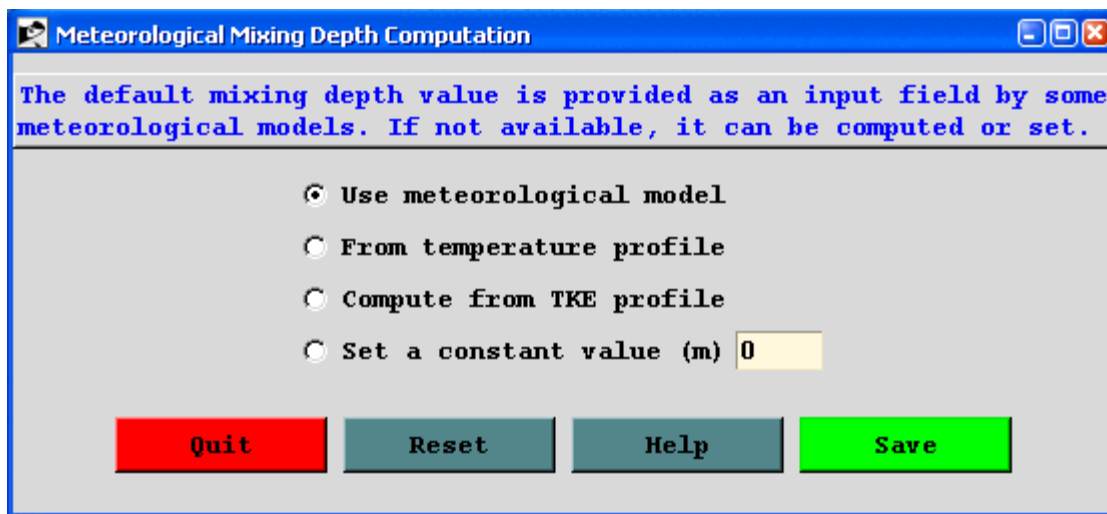 Meteorological Mixing Depth Computation
The default mixing depth value is provided as an input field by some
meteorological models. If not available, it can be computed or set.
Use meteorological model
From temperature profile
Compute from TKE profile
Set a constant value (m) 0
Quit Reset Help Save